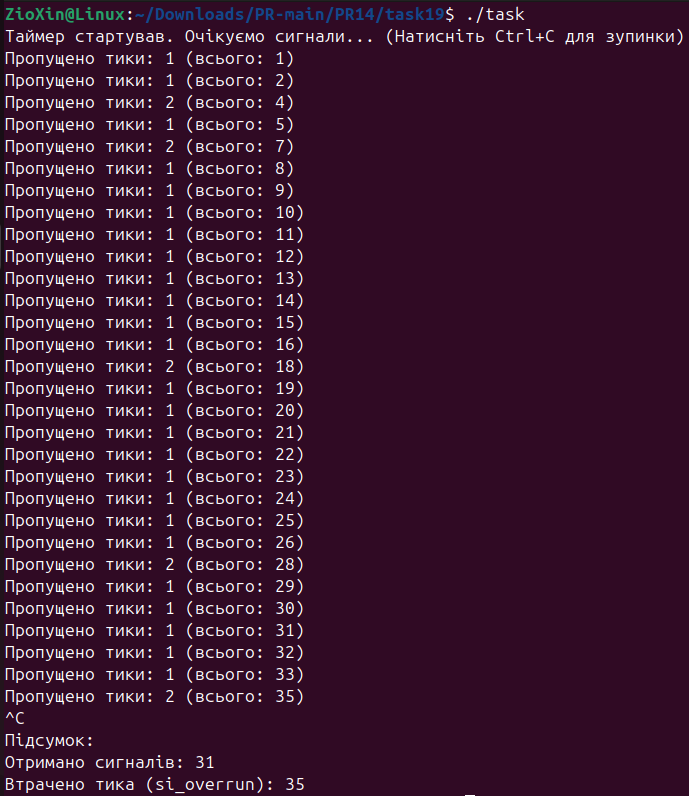 ZioXin@Linux:~/Downloads/PR-main/PR14/task19$ ./task
Таймер стартував. Очікуємо сигнали... (Натисніть Ctrl+C для зупинки)
Пропущено тики: 1 (всього: 1)
Пропущено тики: 1 (всього: 2)
Пропущено тики: 2 (всього: 4)
Пропущено тики: 1 (всього: 5)
Пропущено тики: 2 (всього: 7)
Пропущено тики: 1 (всього: 8)
Пропущено тики: 1 (всього: 9)
Пропущено тики: 1 (всього: 10)
Пропущено тики: 1 (всього: 11)
Пропущено тики: 1 (всього: 12)
Пропущено тики: 1 (всього: 13)
Пропущено тики: 1 (всього: 14)
Пропущено тики: 1 (всього: 15)
Пропущено тики: 1 (всього: 16)
Пропущено тики: 2 (всього: 18)
Пропущено тики: 1 (всього: 19)
Пропущено тики: 1 (всього: 20)
Пропущено тики: 1 (всього: 21)
Пропущено тики: 1 (всього: 22)
Пропущено тики: 1 (всього: 23)
Пропущено тики: 1 (всього: 24)
Пропущено тики: 1 (всього: 25)
Пропущено тики: 1 (всього: 26)
Пропущено тики: 2 (всього: 28)
Пропущено тики: 1 (всього: 29)
Пропущено тики: 1 (всього: 30)
Пропущено тики: 1 (всього: 31)
Пропущено тики: 1 (всього: 32)
Пропущено тики: 1 (всього: 33)
Пропущено тики: 2 (всього: 35)
^C
Підсумок:
Отримано сигналів: 31
Втрачено тика (si_overrun): 35